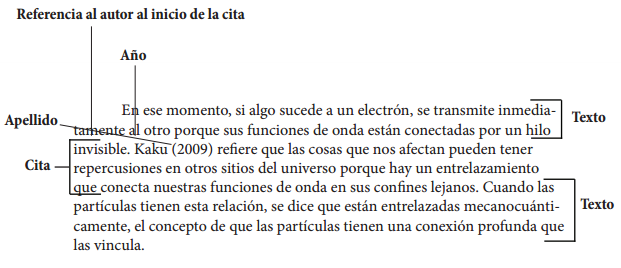 Referencia al autor al inicio de la cita
Año
En ese momento, si algo sucede a un electrón, se transmite inmedia-
Apellido
tamente al otro porque sus funciones de onda están conectadas por un hilo
Texto
invisible. Kaku (2009) refiere que las cosas que nos afectan pueden tener
Cita
repercusiones en otros sitios del universo porque hay un entrelazamiento
que conecta nuestras funciones de onda en sus confines lejanos. Cuando las
partículas tienen esta relación, se dice que están entrelazadas mecanocuánti-
Texto
camente, el concepto de que las partículas tienen una conexión profunda que
las vincula.